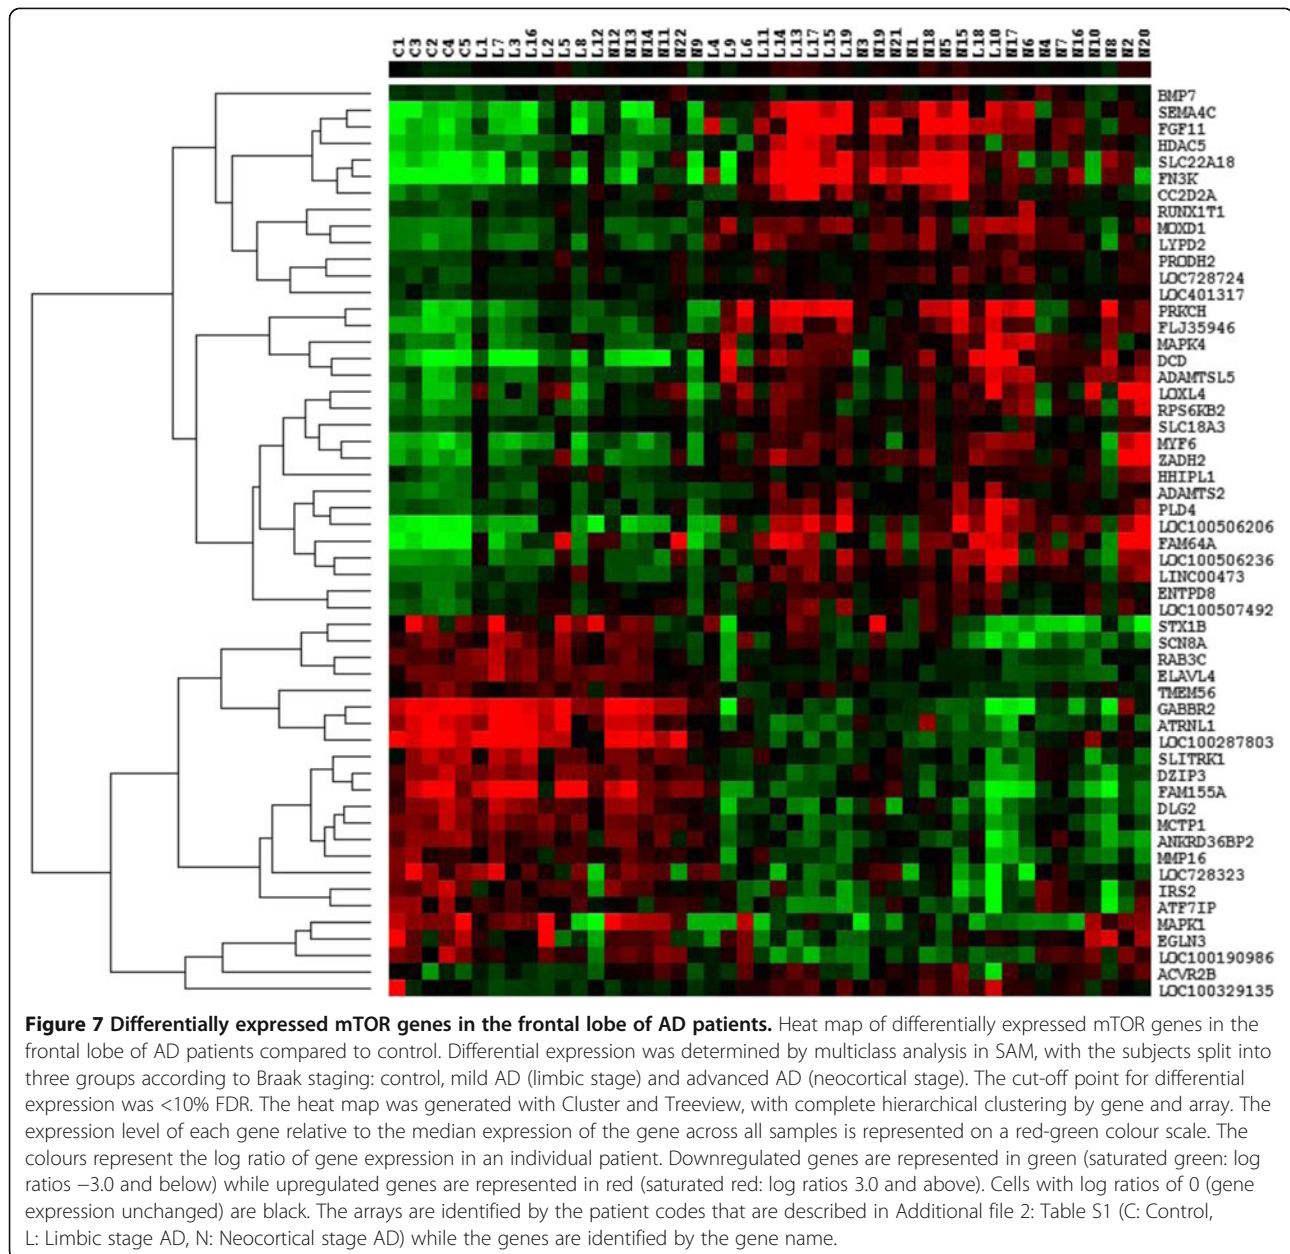 C1 C3 C2 C4 C5 L1 L7 L3 L16 L2 L5 L8 L12 N12 N13 N14 N11 N22 N9 L4 L9 L6 L11 L14 L13 L17 L15 L19 N3 N19 N21 N1 N18 N5 N15 L18 L10 N17 N6 N4 N7 N16 N10 N8 N2 N20
BMP7
SEMA4C
FGF11
HDAC5
SLC22A18
FN3K
CC2D2A
RUNX1T1
MOXD1
LYPD2
PRODH2
LOC728724
LOC401317
PRKCH
FLJ35946
MAPK4
DCD
ADAMTSL5
LOXL4
RPS6KB2
SLC18A3
MYF6
ZADH2
HHIPL1
ADAMTS2
PLD4
LOC100506206
FAM64A
LOC100506236
LINC00473
ENTPD8
LOC100507492
STX1B
SCN8A
RAB3C
ELAVL4
TMEM56
GABBR2
ATRNL1
LOC100287803
SLITRK1
DZIP3
FAM155A
DLG2
MCTP1
ANKRD36BP2
MMP16
LOC728323
IRS2
ATF7IP
MAPK1
EGLN3
LOC100190986
ACVR2B
LOC100329135
Figure 7 Differentially expressed mTOR genes in the frontal lobe of AD patients. Heat map of differentially expressed mTOR genes in the
frontal lobe of AD patients compared to control. Differential expression was determined by multiclass analysis in SAM, with the subjects split into
three groups according to Braak staging: control, mild AD (limbic stage) and advanced AD (neocortical stage). The cut-off point for differential
expression was <10% FDR. The heat map was generated with Cluster and Treeview, with complete hierarchical clustering by gene and array. The
expression level of each gene relative to the median expression of the gene across all samples is represented on a red-green colour scale. The
colours represent the log ratio of gene expression in an individual patient. Downregulated genes are represented in green (saturated green: log
ratios −3.0 and below) while upregulated genes are represented in red (saturated red: log ratios 3.0 and above). Cells with log ratios of 0 (gene
expression unchanged) are black. The arrays are identified by the patient codes that are described in Additional file 2: Table S1 (C: Control,
L: Limbic stage AD, N: Neocortical stage AD) while the genes are identified by the gene name.